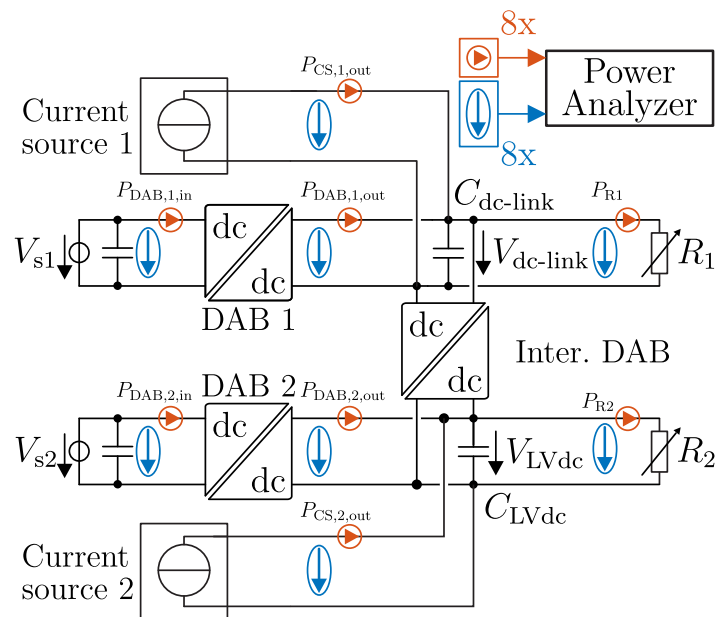 8x
P_CS,1,out
Power
Analyzer
Current
source 1
8x
P_DAB,1,in
P_DAB,1,out
C_dc-link
P_R1
dc
V_s1
V_dc-link
R_1
dc
DAB 1
dc
Inter. DAB
dc
DAB 2
P_DAB,2,in
P_DAB,2,out
P_R2
dc
V_s2
V_LVdc
R_2
dc
P_CS,2,out
C_LVdc
Current
source 2